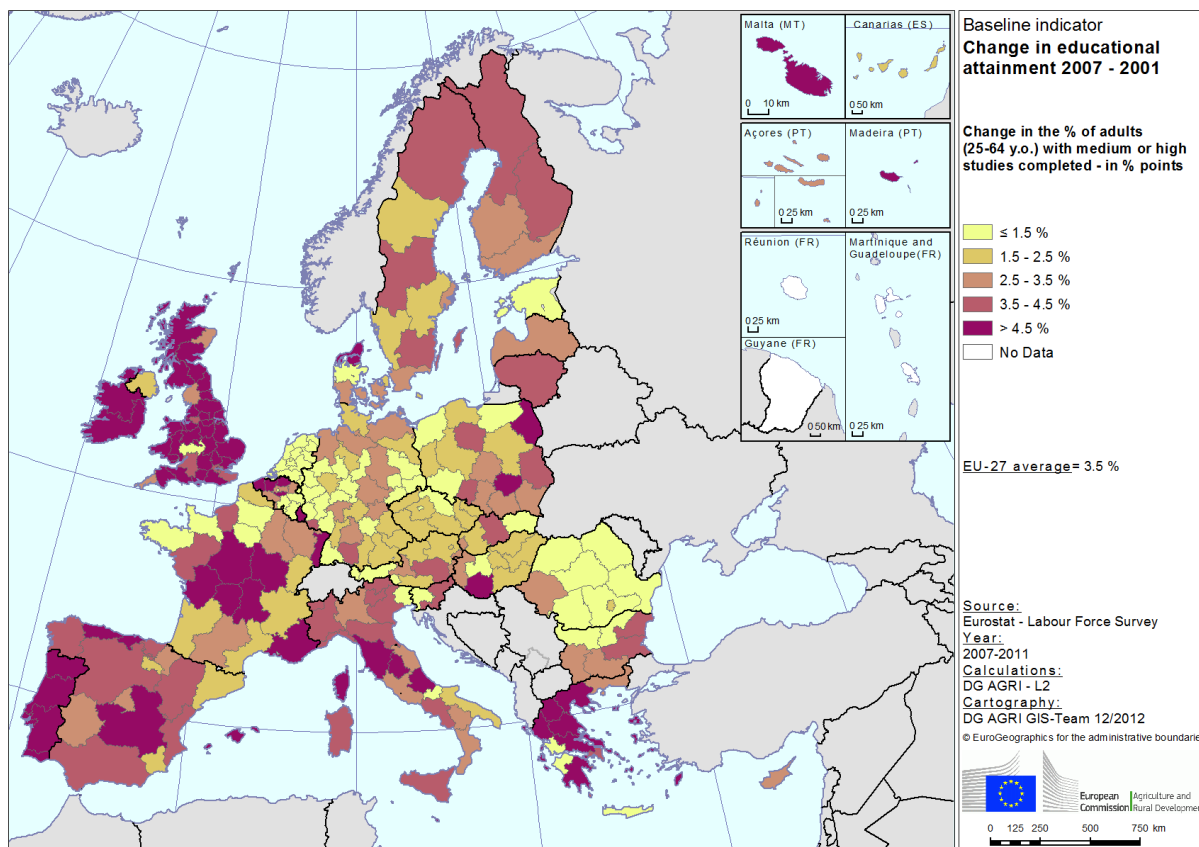 Malta (MT)
0 10 km
Canarias (ES)
0 50 km
Açores (PT)
0 25 km
Madeira (PT)
0 25 km
Réunion (FR)
0 25 km
Martinique and
Guadeloupe(FR)
0 25 km
Guyane (FR)
0 50 km
Baseline indicator
Change in educational
attainment 2007 - 2001
Change in the % of adults
(25-64 y.o.) with medium or high
studies completed - in % points
≤ 1.5 %
1.5 - 2.5 %
2.5 - 3.5 %
3.5 - 4.5 %
> 4.5 %
No Data
EU-27 average= 3.5 %
Source:
Eurostat - Labour Force Survey
Year:
2007-2011
Calculations:
DG AGRI - L2
Cartography:
DG AGRI GIS-Team 12/2012
© EuroGeographics for the administrative boundarie
European
Commission
Agriculture and
Rural Developme
0 125 250 500 750 km